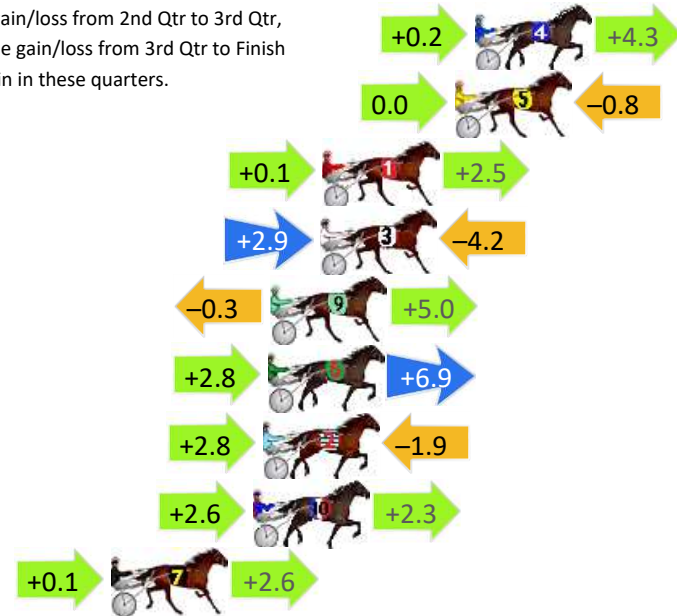 ain/loss from 2nd Qtr to 3rd Qtr,
e gain/loss from 3rd Qtr to Finish
in in these quarters.
+0.2 4 +4.3
0.0 5 –0.8
+0.1 1 +2.5
+2.9 3 –4.2
–0.3 9 +5.0
+2.8 6 +6.9
+2.8 2 –1.9
+2.6 10 +2.3
+0.1 7 +2.6